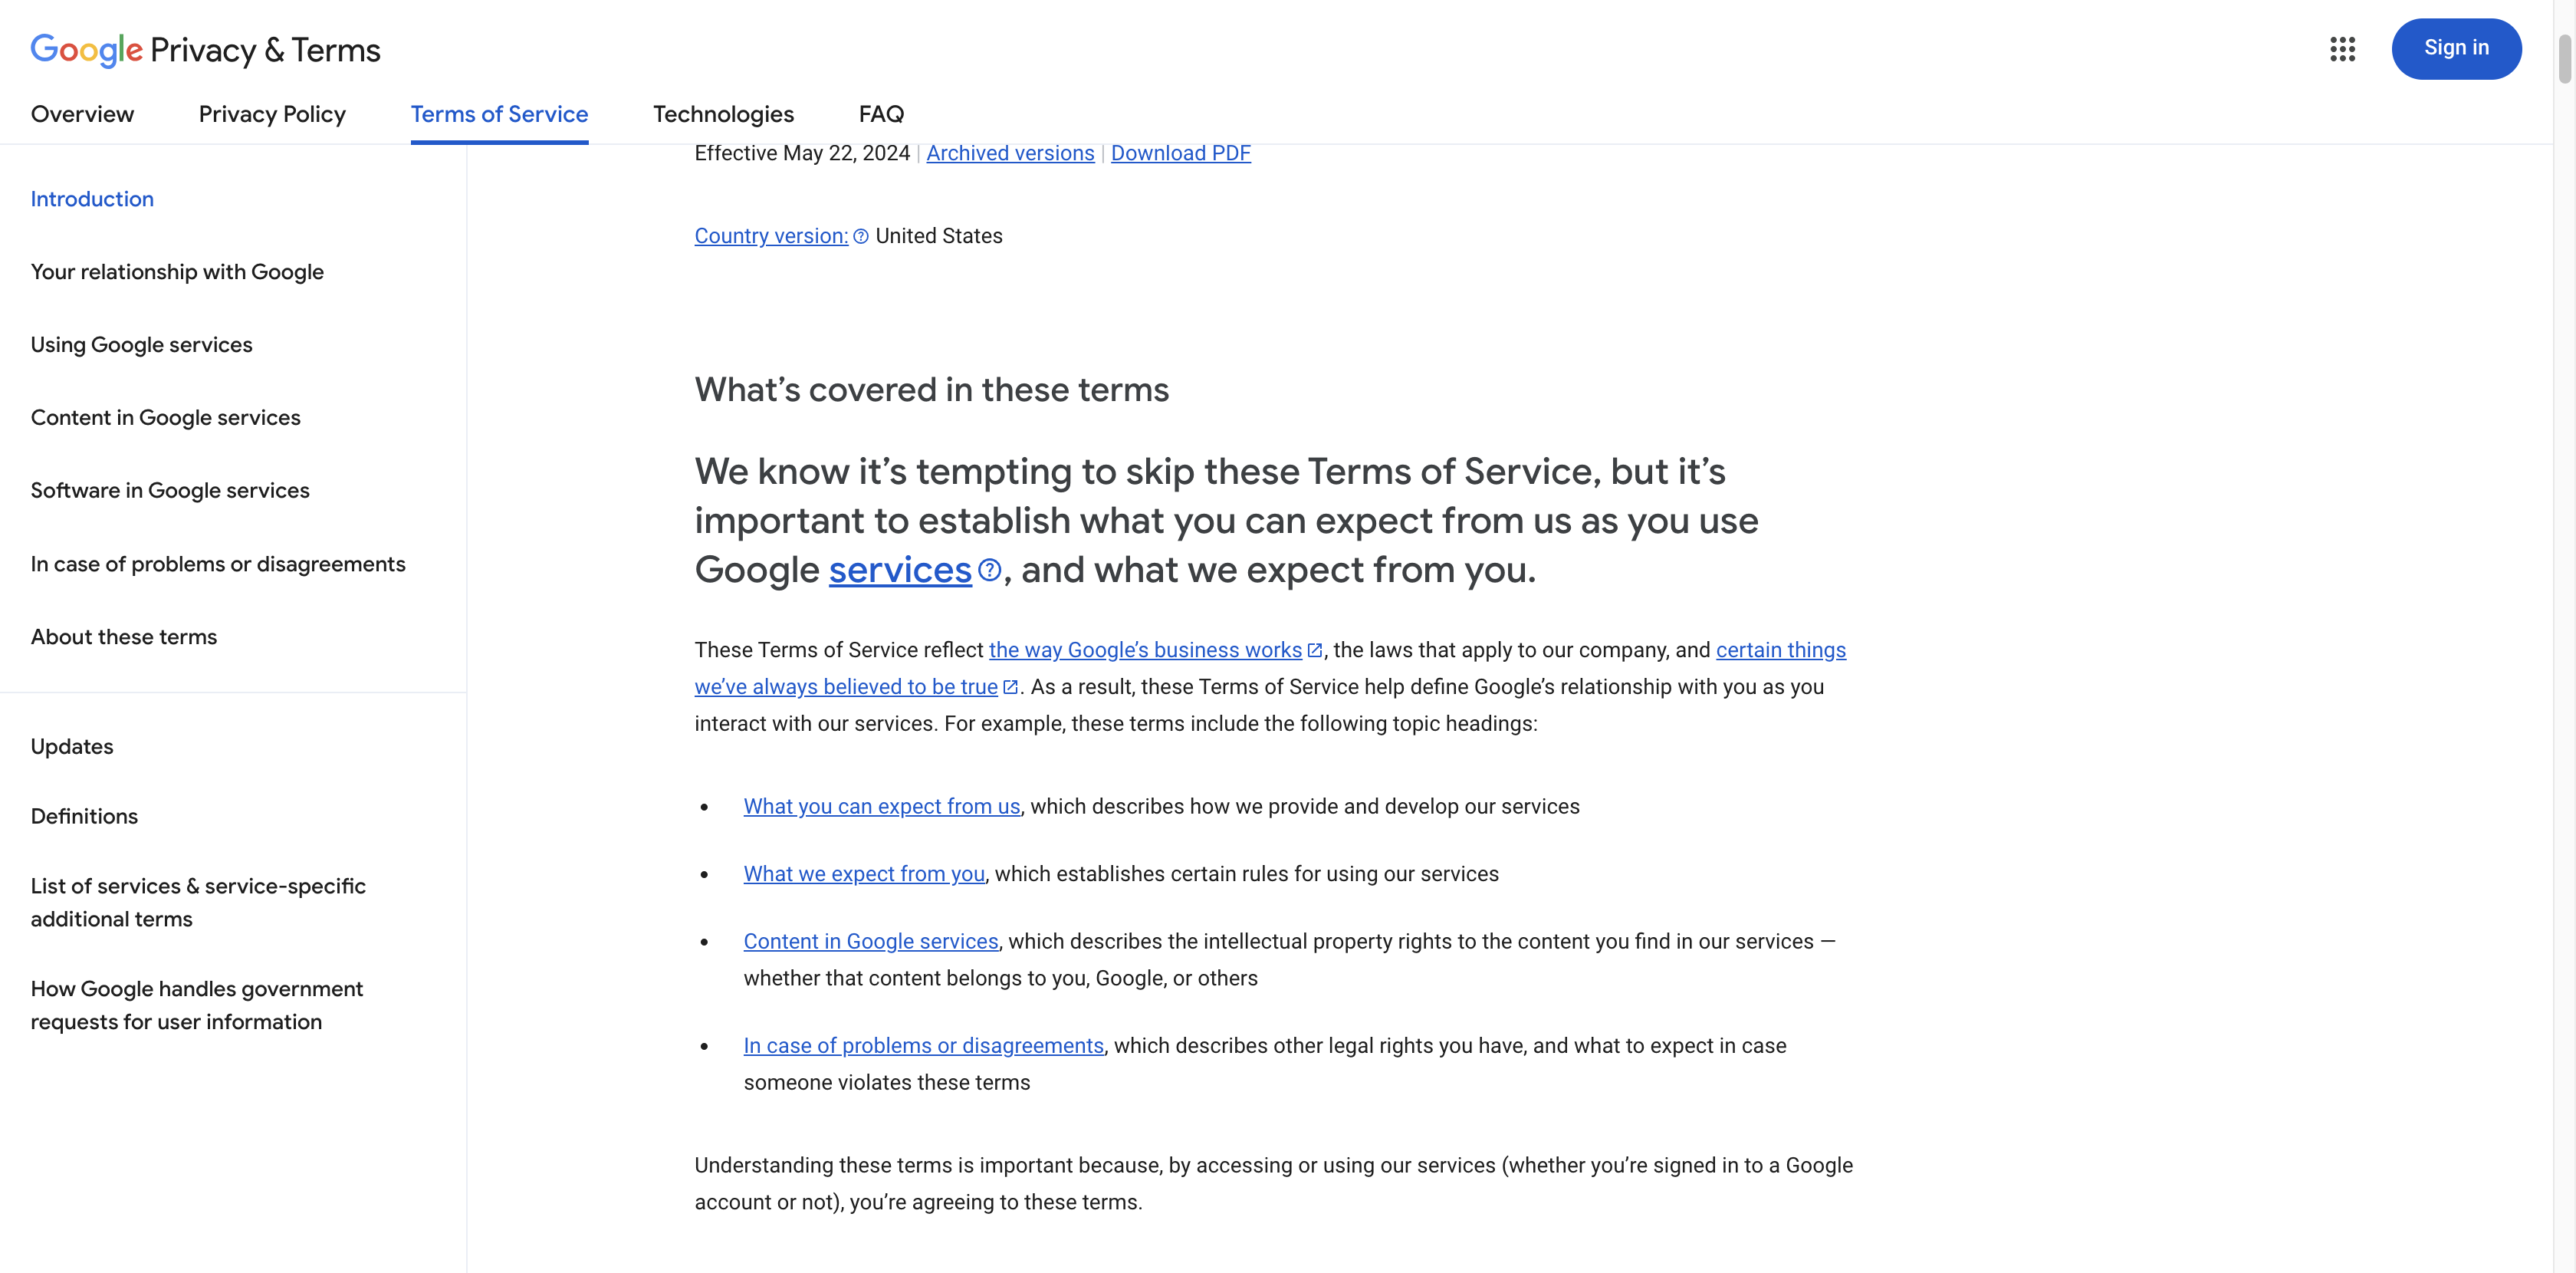 Google Privacy & Terms
Sign in
Overview
Privacy Policy
Terms of Service
Technologies
FAQ
Introduction
Your relationship with Google
Using Google services
Content in Google services
Software in Google services
In case of problems or disagreements
About these terms
Updates
Definitions
List of services & service-specific
additional terms
How Google handles government
requests for user information
Effective May 22, 2024 | Archived versions | Download PDF
Country version: United States
What’s covered in these terms
We know it’s tempting to skip these Terms of Service, but it’s
important to establish what you can expect from us as you use
Google services, and what we expect from you.
These Terms of Service reflect the way Google’s business works, the laws that apply to our company, and certain things
we’ve always believed to be true. As a result, these Terms of Service help define Google’s relationship with you as you
interact with our services. For example, these terms include the following topic headings:
• What you can expect from us, which describes how we provide and develop our services
• What we expect from you, which establishes certain rules for using our services
• Content in Google services, which describes the intellectual property rights to the content you find in our services —
whether that content belongs to you, Google, or others
• In case of problems or disagreements, which describes other legal rights you have, and what to expect in case
someone violates these terms
Understanding these terms is important because, by accessing or using our services (whether you’re signed in to a Google
account or not), you’re agreeing to these terms.